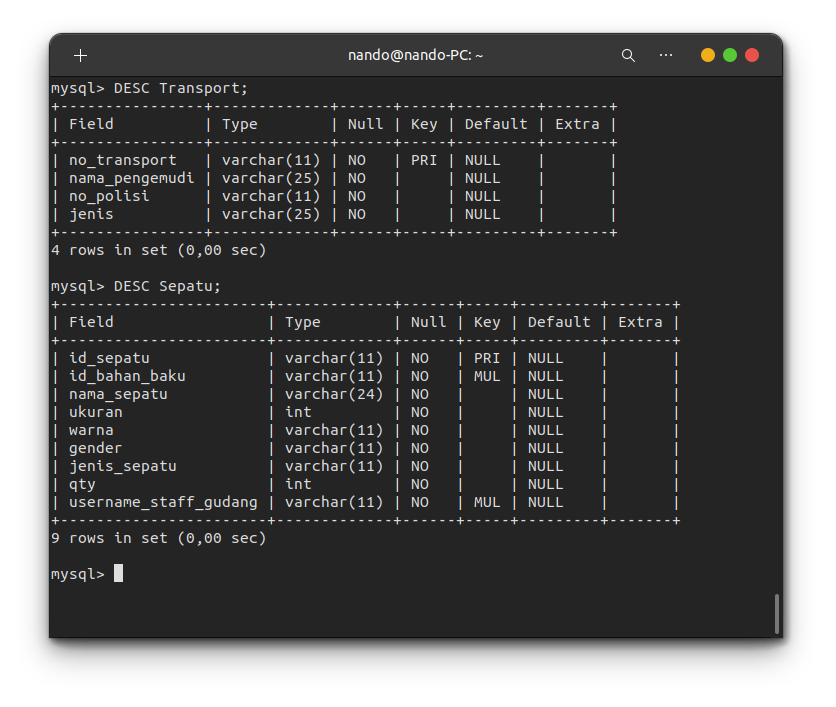 nando@nando-PC: ~
mysql> DESC Transport;
+----------------+-------------+------+-----+---------+-------+
| Field          | Type        | Null | Key | Default | Extra |
+----------------+-------------+------+-----+---------+-------+
| no_transport   | varchar(11) | NO   | PRI | NULL    |       |
| nama_pengemudi | varchar(25) | NO   |     | NULL    |       |
| no_polisi      | varchar(11) | NO   |     | NULL    |       |
| jenis          | varchar(25) | NO   |     | NULL    |       |
+----------------+-------------+------+-----+---------+-------+
4 rows in set (0,00 sec)
mysql> DESC Sepatu;
+-----------------------+-------------+------+-----+---------+-------+
| Field                 | Type        | Null | Key | Default | Extra |
+-----------------------+-------------+------+-----+---------+-------+
| id_sepatu             | varchar(11) | NO   | PRI | NULL    |       |
| id_bahan_baku         | varchar(11) | NO   | MUL | NULL    |       |
| nama_sepatu           | varchar(24) | NO   |     | NULL    |       |
| ukuran                | int         | NO   |     | NULL    |       |
| warna                 | varchar(11) | NO   |     | NULL    |       |
| gender                | varchar(11) | NO   |     | NULL    |       |
| jenis_sepatu          | varchar(11) | NO   |     | NULL    |       |
| qty                   | int         | NO   |     | NULL    |       |
| username_staff_gudang | varchar(11) | NO   | MUL | NULL    |       |
+-----------------------+-------------+------+-----+---------+-------+
9 rows in set (0,00 sec)
mysql>